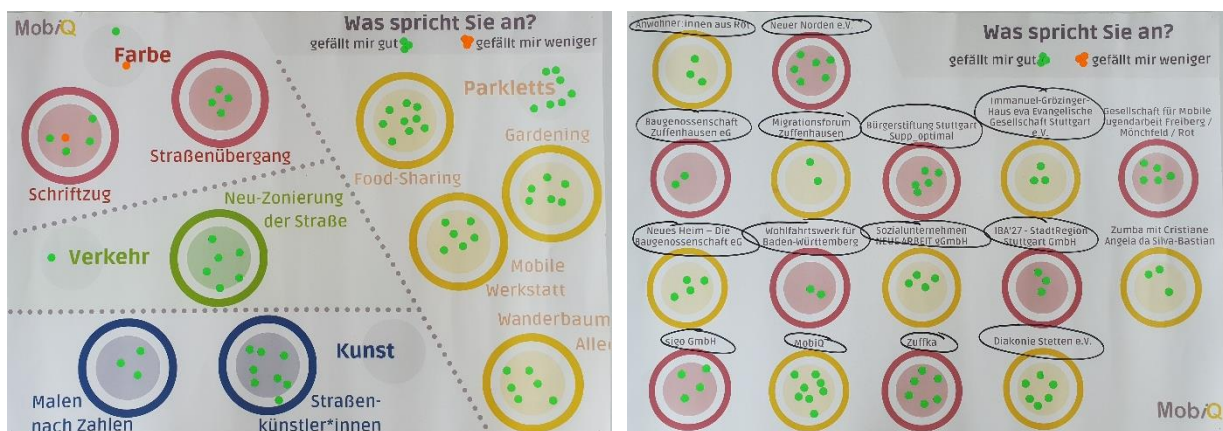 MobiQ
Was spricht Sie an?
gefällt mir gut
gefällt mir weniger
Farbe
Schriftzug
Straßenübergang
Food-Sharing
Parkletts
Gardening
Neu-Zonierung
der Straße
Verkehr
Mobile
Werkstatt
Wanderbaum
Allee
Malen
nach Zahlen
Kunst
Straßen-
künstler*innen
Was spricht Sie an?
gefällt mir gut
gefällt mir weniger
Anwohner:innen aus Rot
Neuer Norden e.V.
Baugenossenschaft
Zuffenhausen eG
Migrationsforum
Zuffenhausen
Bürgerstiftung Stuttgart
Supp_optimal
Immanuel-Grözinger-
Haus eva Evangelische
Gesellschaft Stuttgart
e.V.
Gesellschaft für Mobile
Jugendarbeit Freiberg /
Mönchfeld / Rot
Neues Heim – Die
Baugenossenschaft eG
Wohlfahrtswerk für
Baden-Württemberg
Sozialunternehmen
NEUE ARBEIT gGmbH
IBA'27 - StadtRegion
Stuttgart GmbH
Zumba mit Cristiane
Angela da Silva-Bastian
sigo GmbH
MobiQ
Zuffka
Diakonie Stetten e.V.
MobiQ